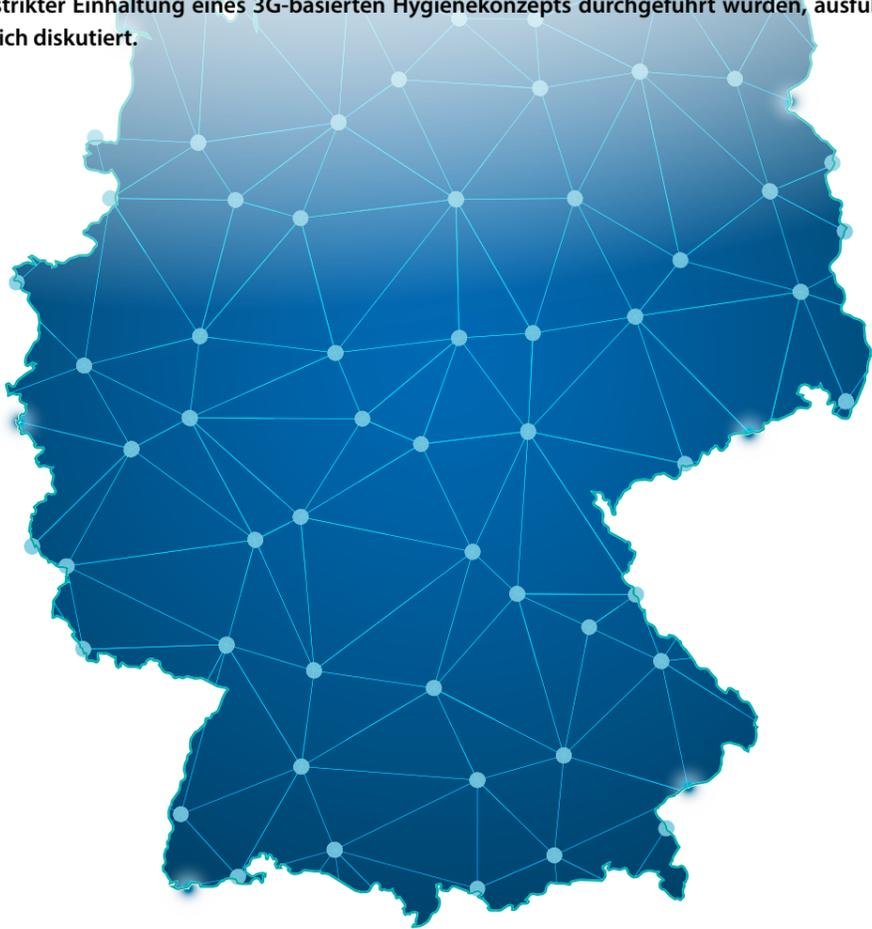 strikter Einhaltung eines 3G-basierten Hygienekonzepts durchgeführt wurden,
ich diskutiert.